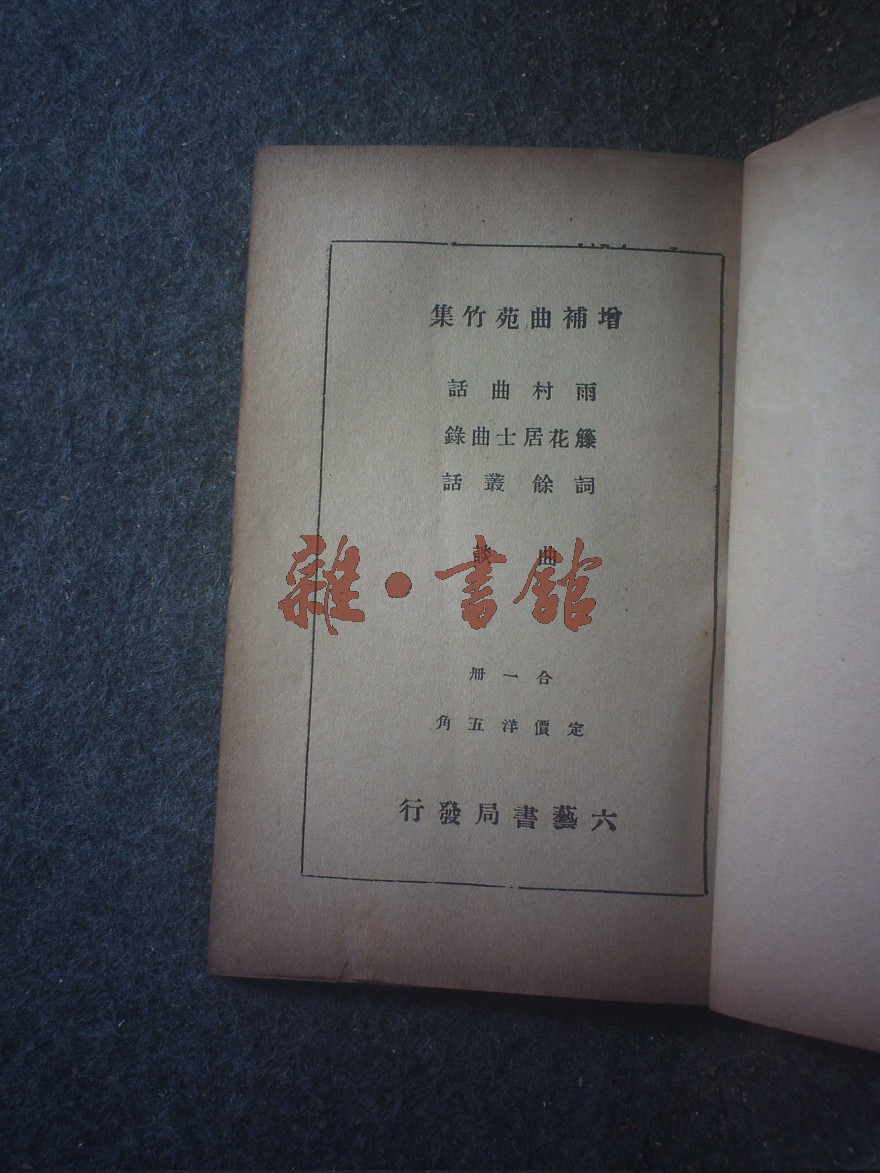 增補曲苑竹集
雨村曲話
籐花居士曲錄
詞餘叢話
曲談
雜·書館
合一冊
定價洋五角
六藝書局發行